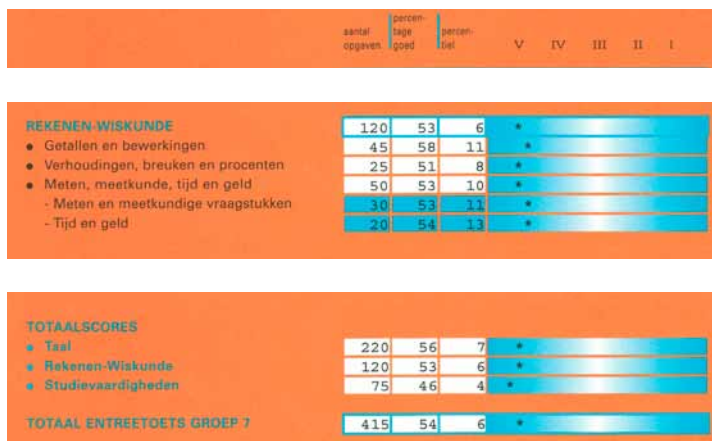 percen-
aantal tage percen-
opgaven goed tiel V IV III II I
REKENEN-WISKUNDE 120 53 6 *
• Getallen en bewerkingen 45 58 11 *
• Verhoudingen, breuken en procenten 25 51 8 *
• Meten, meetkunde, tijd en geld 50 53 10 *
- Meten en meetkundige vraagstukken 30 53 11 *
- Tijd en geld 20 54 13 *
TOTAALSCORES
• Taal 220 56 7 *
• Rekenen-Wiskunde 120 53 6 *
• Studievaardigheden 75 46 4 *
TOTAAL ENTREETOETS GROEP 7 415 54 6 *